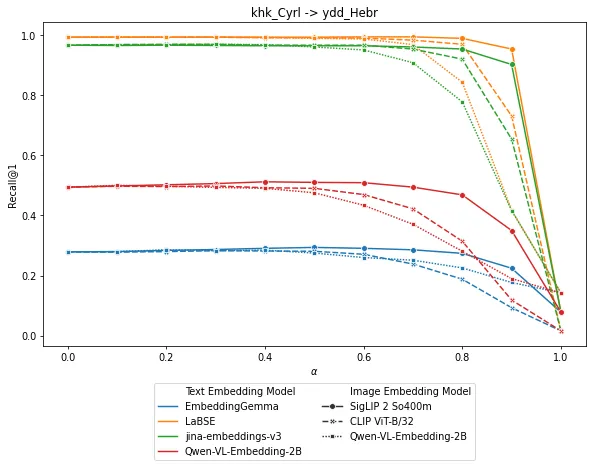 khk_Cyrl -> ydd_Hebr
1.0
0.8
0.6
0.4
0.2
0.0
Recall@1
0.0 0.2 0.4 0.6 0.8 1.0
α
Text Embedding Model Image Embedding Model
EmbeddingGemma SigLIP 2 So400m
LaBSE CLIP ViT-B/32
jina-embeddings-v3 Qwen-VL-Embedding-2B
Qwen-VL-Embedding-2B